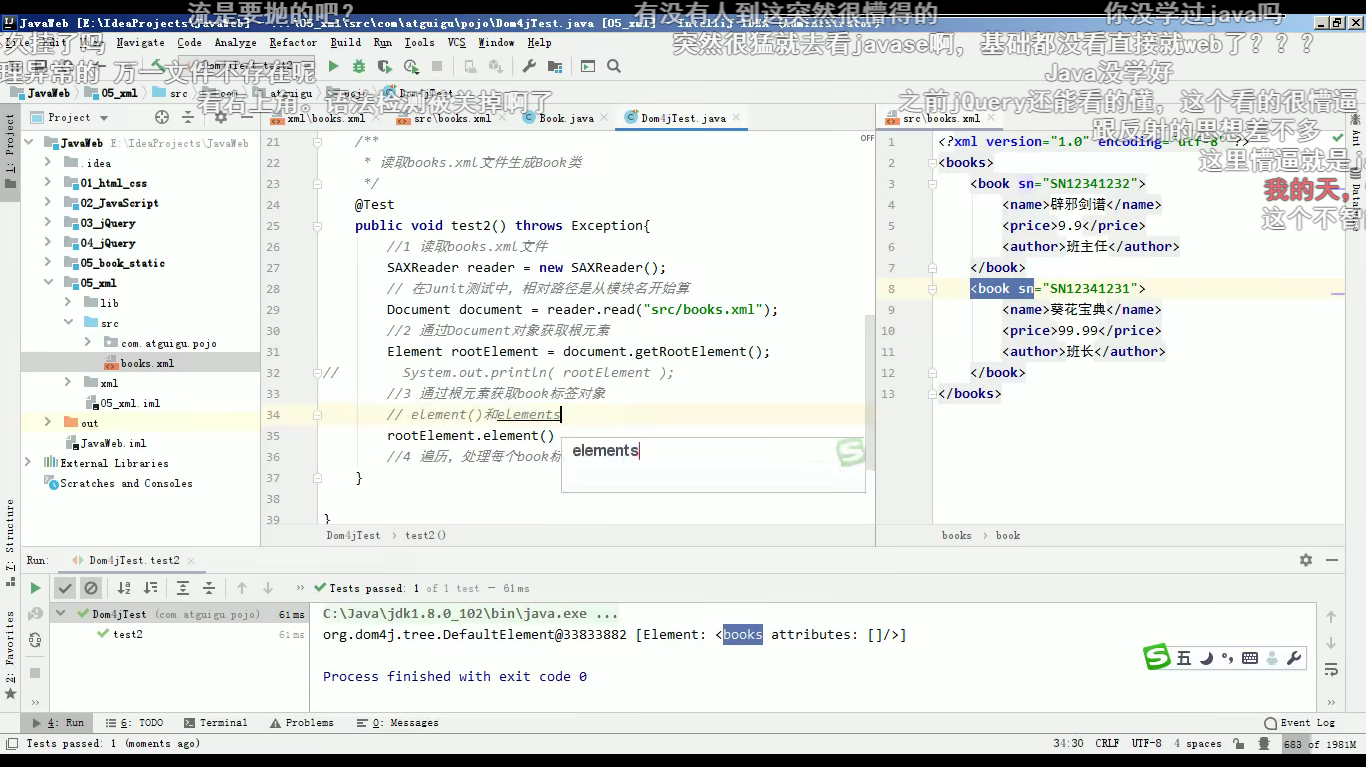 流是要抛的吧?
有没有人到这突然很懂得的
你没学过java吗
JavaWeb [E:\IdeaProjects\JavaWeb] - ...\05_xml\src\com\atguigu\pojo\Dom4jTest.java [05_xml] - IntelliJ IDEA (Administrator)
久挂了吗
突然很猛就去看javase啊，基础都没看直接就web了？？？
Navigate Code Analyze Refactor Build Run Tools VCS Window Help
理异常的
万一文件不存在呢
Java没学好
JavaWeb 05_xml src com atguigu pojo Dom4jTest
看右上角。语法检测被关掉啊了
之前jQuery还能看的懂，这个看的很懵逼
Project
xml\books.xml
src\books.xml
Book.java
Dom4jTest.java
src\books.xml
跟反射的思想差不多
这里懵逼就是j
我的天，
这个不智
1: Project
JavaWeb E:\IdeaProjects\JavaWeb
.idea
01_html_css
02_JavaScript
03_jQuery
04_jQuery
05_book_static
05_xml
lib
src
com.atguigu.pojo
books.xml
xml
05_xml.iml
out
JavaWeb.iml
External Libraries
Scratches and Consoles
OFF
21 /**
22 * 读取books.xml文件生成Book类
23 */
24 @Test
25 public void test2() throws Exception{
26 //1 读取books.xml文件
27 SAXReader reader = new SAXReader();
28 // 在Junit测试中，相对路径是从模块名开始算
29 Document document = reader.read("src/books.xml");
30 //2 通过Document对象获取根元素
31 Element rootElement = document.getRootElement();
32 // System.out.println( rootElement );
33 //3 通过根元素获取book标签对象
34 // element()和elements
35 rootElement.element()
36 //4 遍历，处理每个book标
37 }
38
39 }
elements
Dom4jTest > test2()
1 <?xml version="1.0" encoding="utf-8" ?>
2 <books>
3 <book sn="SN12341232">
4 <name>辟邪剑谱</name>
5 <price>9.9</price>
6 <author>班主任</author>
7 </book>
8 <book sn="SN12341231">
9 <name>葵花宝典</name>
10 <price>99.99</price>
11 <author>班长</author>
12 </book>
13 </books>
books > book
Ant
Database
7: Structure
2: Favorites
Run: Dom4jTest.test2
Tests passed: 1 of 1 test – 61 ms
Dom4jTest (com.atguigu.pojo) 61 ms
test2 61 ms
C:\Java\jdk1.8.0_102\bin\java.exe ...
org.dom4j.tree.DefaultElement@33833882 [Element: <books attributes: []/>]
Process finished with exit code 0
五
4: Run 6: TODO Terminal Problems 0: Messages Event Log
Tests passed: 1 (moments ago) 34:30 CRLF UTF-8 4 spaces 683 of 1981M